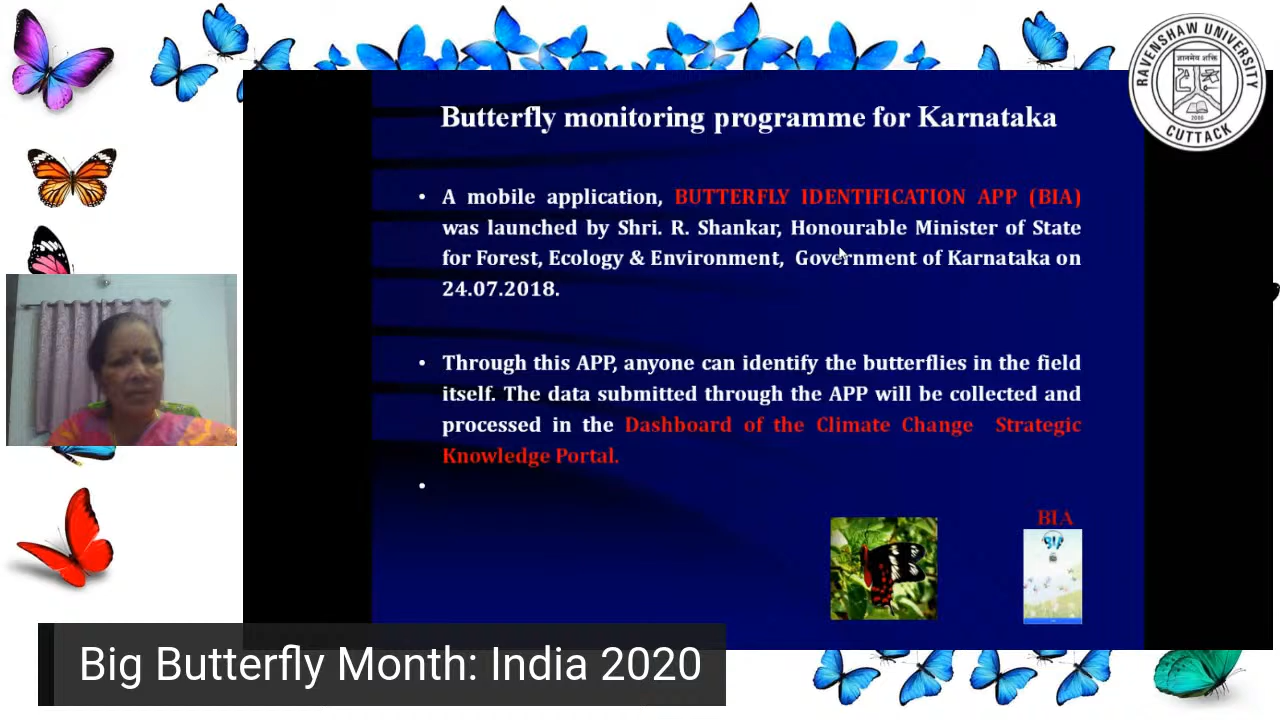 RAVENSHAW UNIVERSITY
ज्ञानमेव शक्ति
2006
CUTTACK
Butterfly monitoring programme for Karnataka
• A mobile application, BUTTERFLY IDENTIFICATION APP (BIA)
was launched by Shri. R. Shankar, Honourable Minister of State
for Forest, Ecology & Environment, Government of Karnataka on
24.07.2018.
• Through this APP, anyone can identify the butterflies in the field
itself. The data submitted through the APP will be collected and
processed in the Dashboard of the Climate Change Strategic
Knowledge Portal.
•
BIA
Big Butterfly Month: India 2020